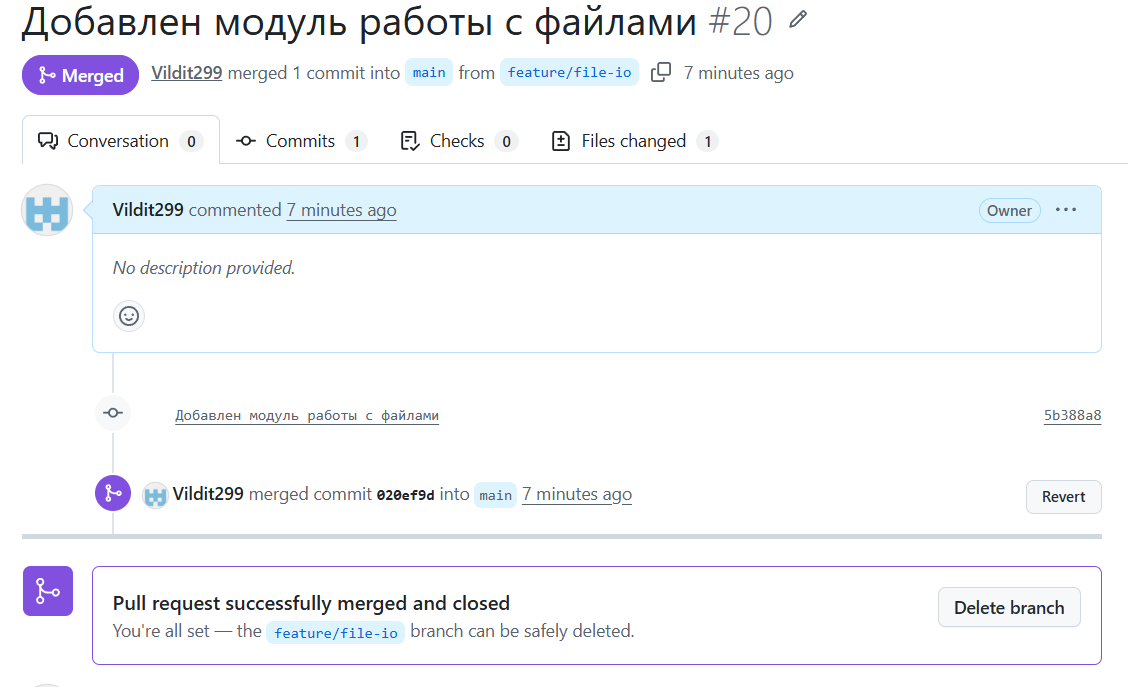 Добавлен модуль работы с файлами #20
Merged Vildit299 merged 1 commit into main from feature/file-io 7 minutes ago
Conversation 0 Commits 1 Checks 0 Files changed 1
Vildit299 commented 7 minutes ago Owner
No description provided.
Добавлен модуль работы с файлами 5b388a8
Vildit299 merged commit 020ef9d into main 7 minutes ago Revert
Pull request successfully merged and closed
You're all set — the feature/file-io branch can be safely deleted.
Delete branch